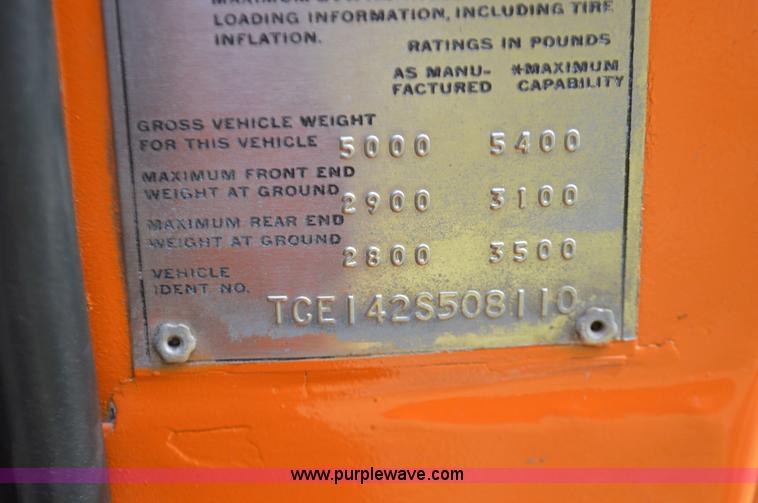 LOADING INFORMATION, INCLUDING TIRE
INFLATION.
RATINGS IN POUNDS
AS MANU- *MAXIMUM
FACTURED CAPABILITY
GROSS VEHICLE WEIGHT
FOR THIS VEHICLE 5000 5400
MAXIMUM FRONT END
WEIGHT AT GROUND 2900 3100
MAXIMUM REAR END
WEIGHT AT GROUND 2800 3500
VEHICLE
IDENT NO. TCE142S508110
www.purplewave.com